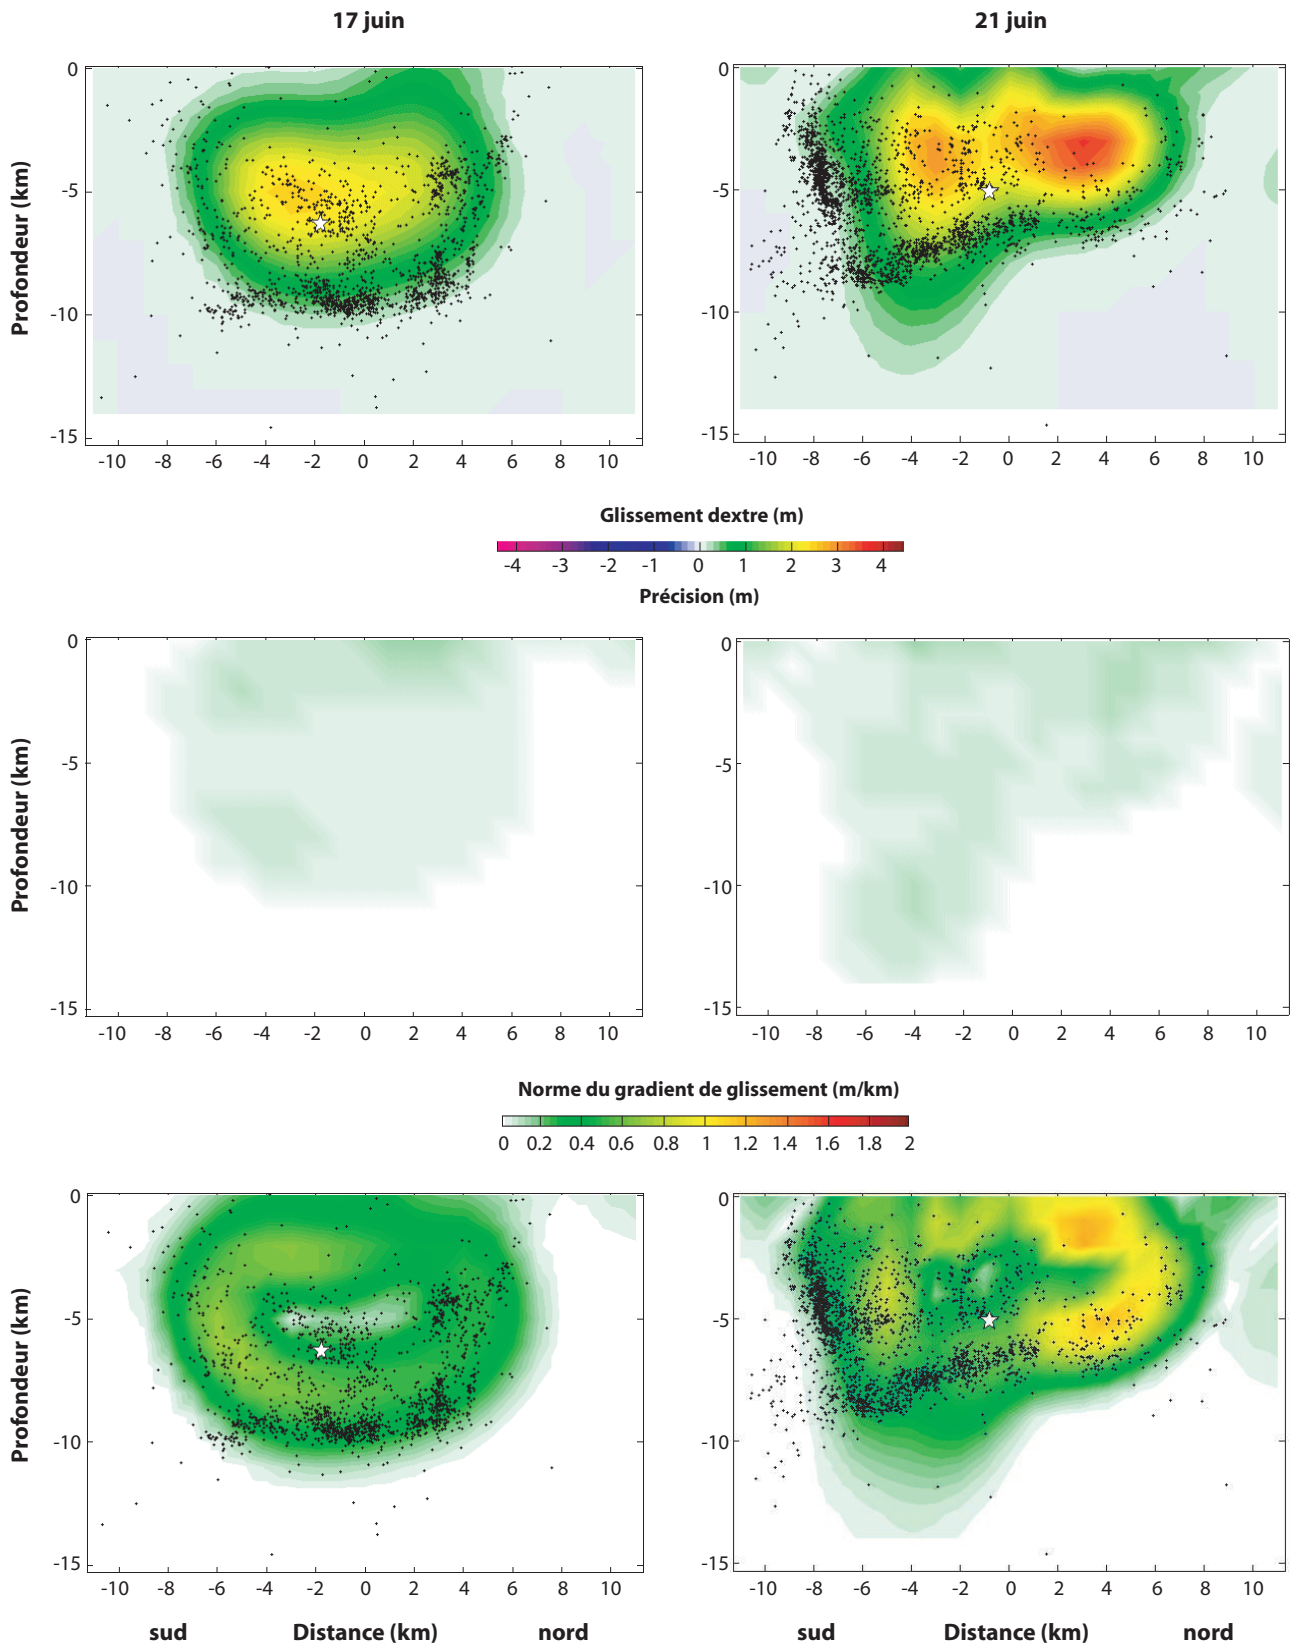 17 juin 21 juin
0 0
-5 -5
-10 -10
-15 -15
Profondeur (km)
-10 -8 -6 -4 -2 0 2 4 6 8 10 -10 -8 -6 -4 -2 0 2 4 6 8 10
Glissement dextre (m)
-4 -3 -2 -1 0 1 2 3 4
Précision (m)
0 0
-5 -5
-10 -10
-15 -15
Profondeur (km)
-10 -8 -6 -4 -2 0 2 4 6 8 10 -10 -8 -6 -4 -2 0 2 4 6 8 10
Norme du gradient de glissement (m/km)
0 0.2 0.4 0.6 0.8 1 1.2 1.4 1.6 1.8 2
0 0
-5 -5
-10 -10
-15 -15
Profondeur (km)
-10 -8 -6 -4 -2 0 2 4 6 8 10 -10 -8 -6 -4 -2 0 2 4 6 8 10
sud Distance (km) nord sud Distance (km) nord